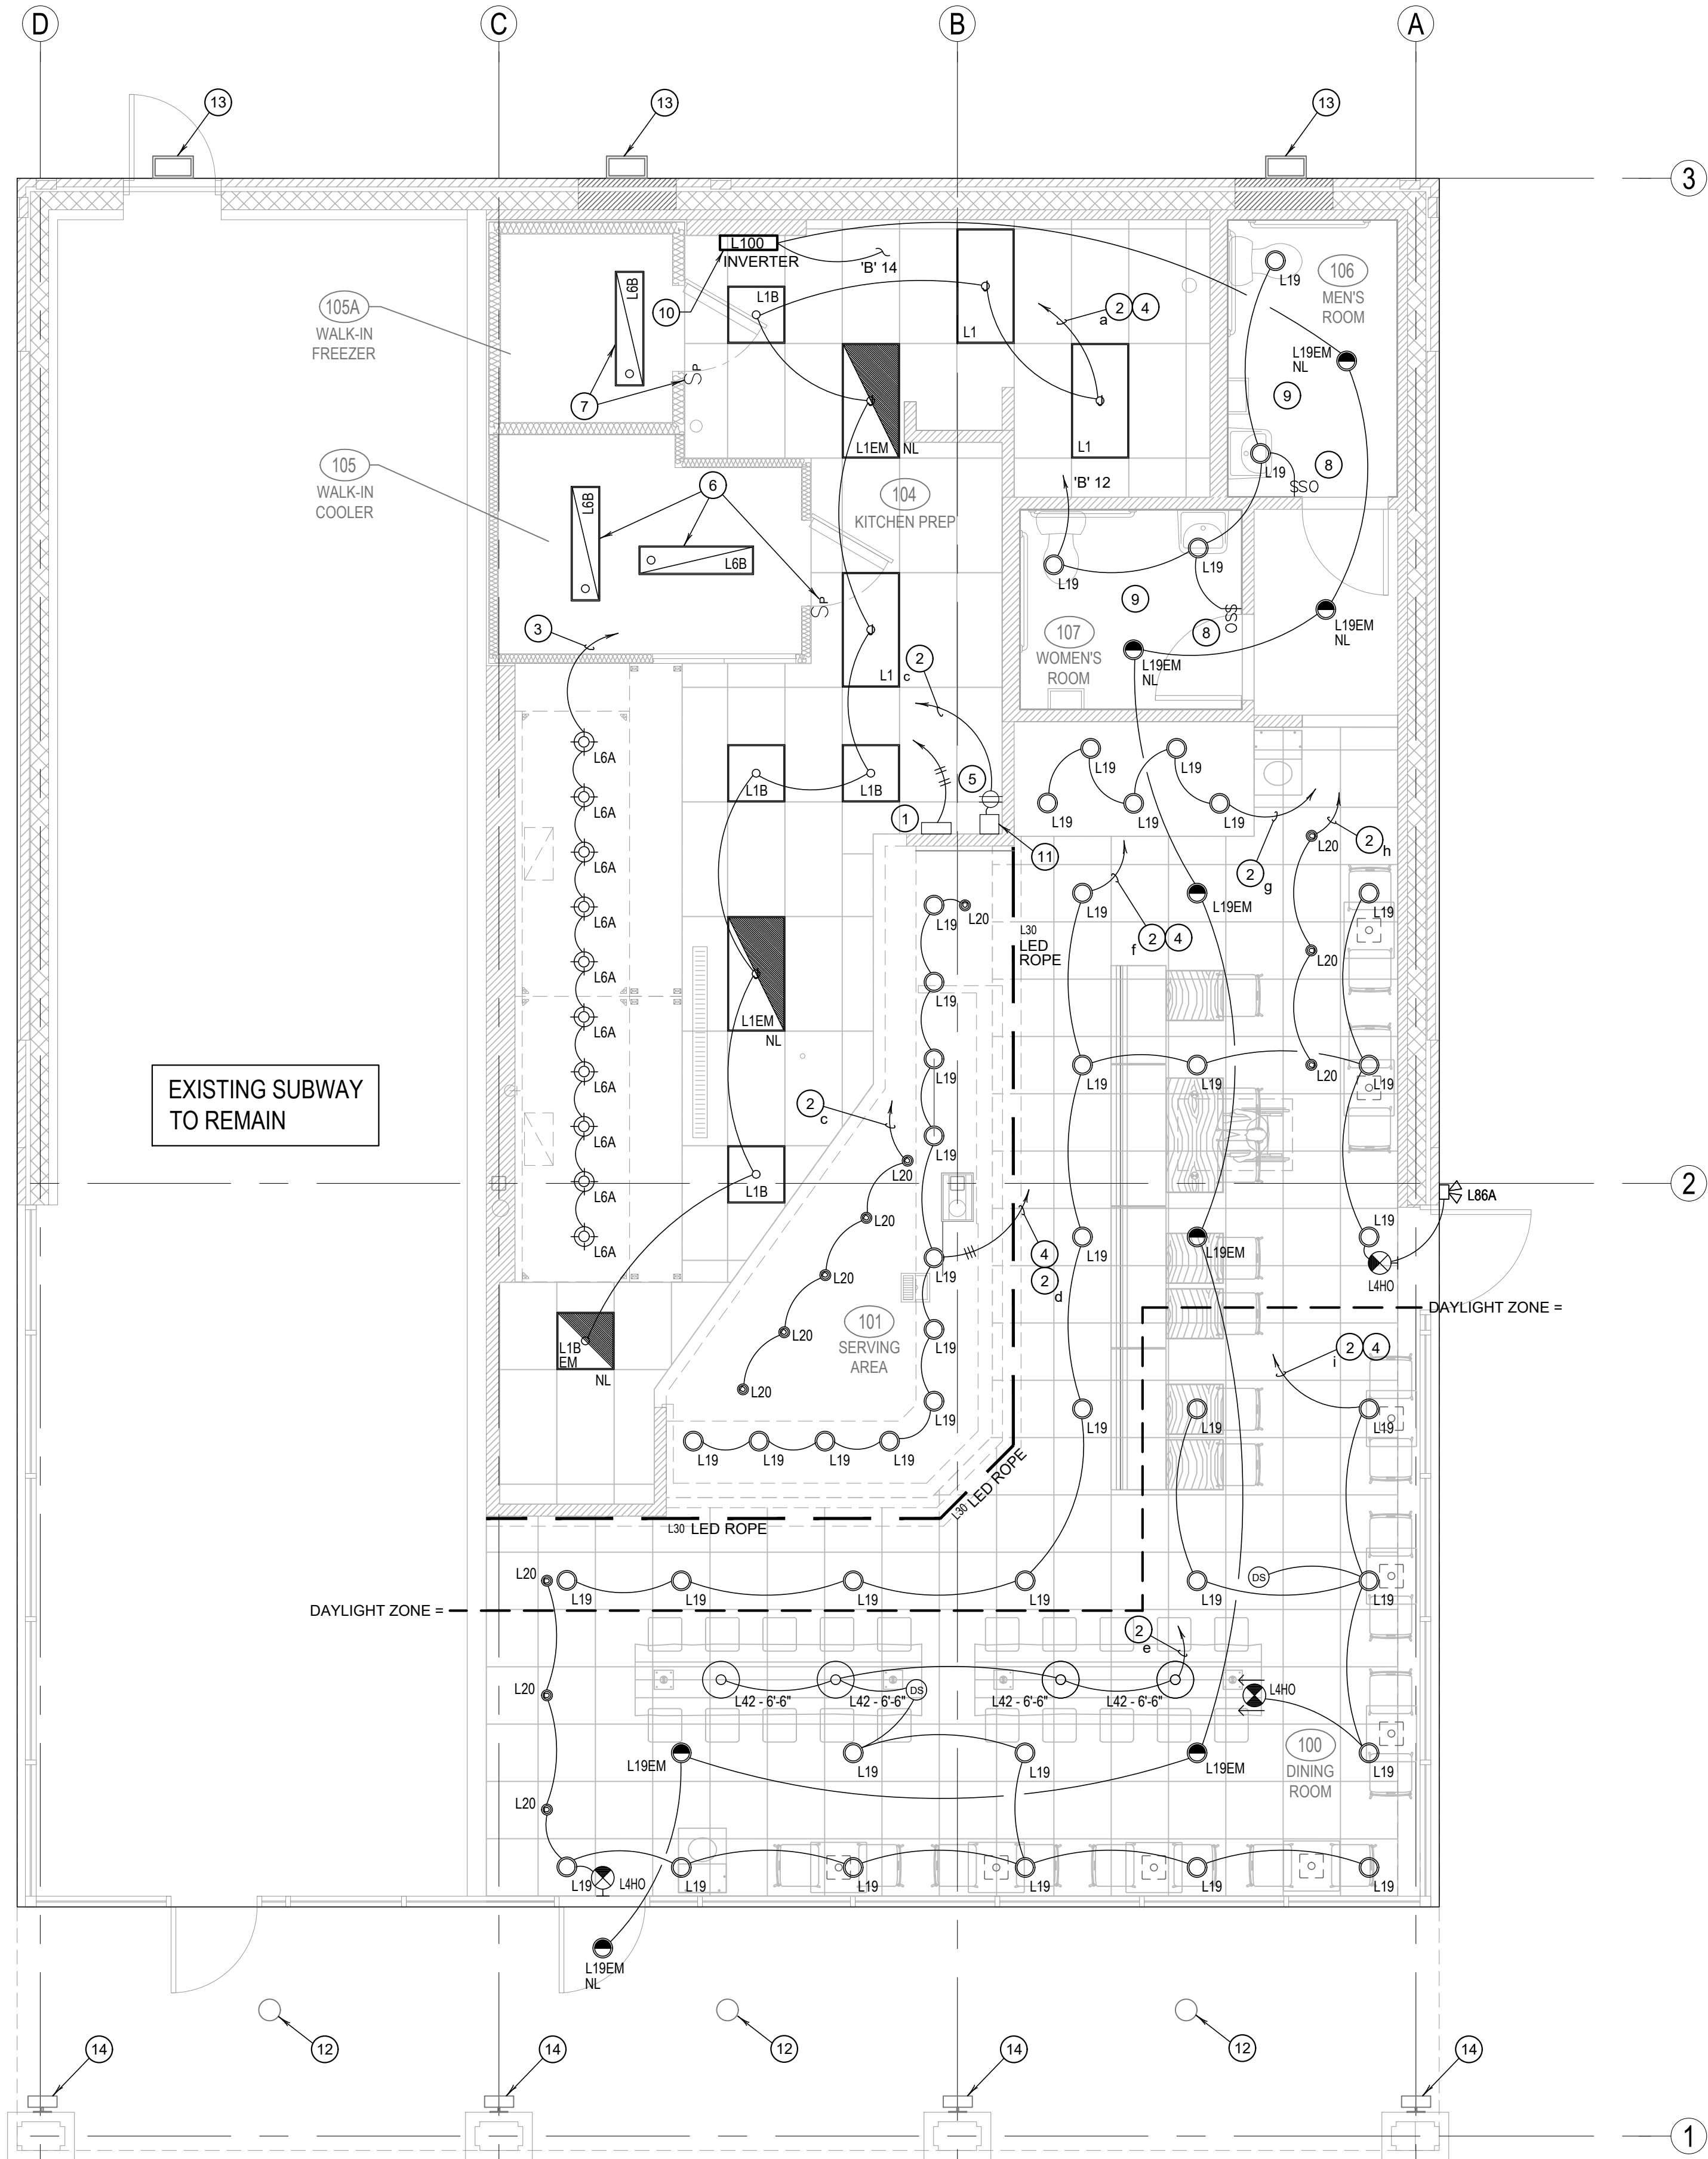 D
C
B
A
13
13
13
3
L100
INVERTER
'B' 14
10
L6B
L1B
L1
a
2
4
L19
106
MEN'S
ROOM
105A
WALK-IN
FREEZER
SP
7
L19EM
NL
9
L1EM
NL
L1
L19
8
SSO
105
WALK-IN
COOLER
6
104
KITCHEN PREP
'B' 12
L6B
L6B
L19
L19
9
SSO
3
SP
107
WOMEN'S
ROOM
8
L19EM
NL
L19EM
NL
2
c
L1
L6A
L19
L19
5
L1B
L1B
L6A
L19
L19
L19
1
11
2
h
L20
2
g
L6A
L19
L19EM
L19
L6A
L19
L20
L30
LED
ROPE
f
2
4
L20
L6A
L19
L1EM
NL
L6A
EXISTING SUBWAY
TO REMAIN
L6A
L19
L19
L19
L20
L19
2
c
L6A
L19
L20
L1B
L6A
2
L86A
L20
L19
L6A
L19
4
2
d
L19
L19EM
L4HO
L20
DAYLIGHT ZONE =
L20
101
SERVING
AREA
L19
L1B
EM
NL
2
4
i
L20
L19
L19
L19
L19
L19
L19
L19
L19
L30 LED ROPE
L30 LED ROPE
L20
L19
L19
L19
L19
L19
DS
L19
DAYLIGHT ZONE =
2
e
L20
L42 - 6'-6"
L42 - 6'-6"
DS
L42 - 6'-6"
L42 - 6'-6"
L4HO
L19EM
L19
L19
L19EM
100
DINING
ROOM
L19
L20
L19
L4HO
L19
L19
L19
L19
L19
L19EM
NL
12
12
12
14
14
14
14
1